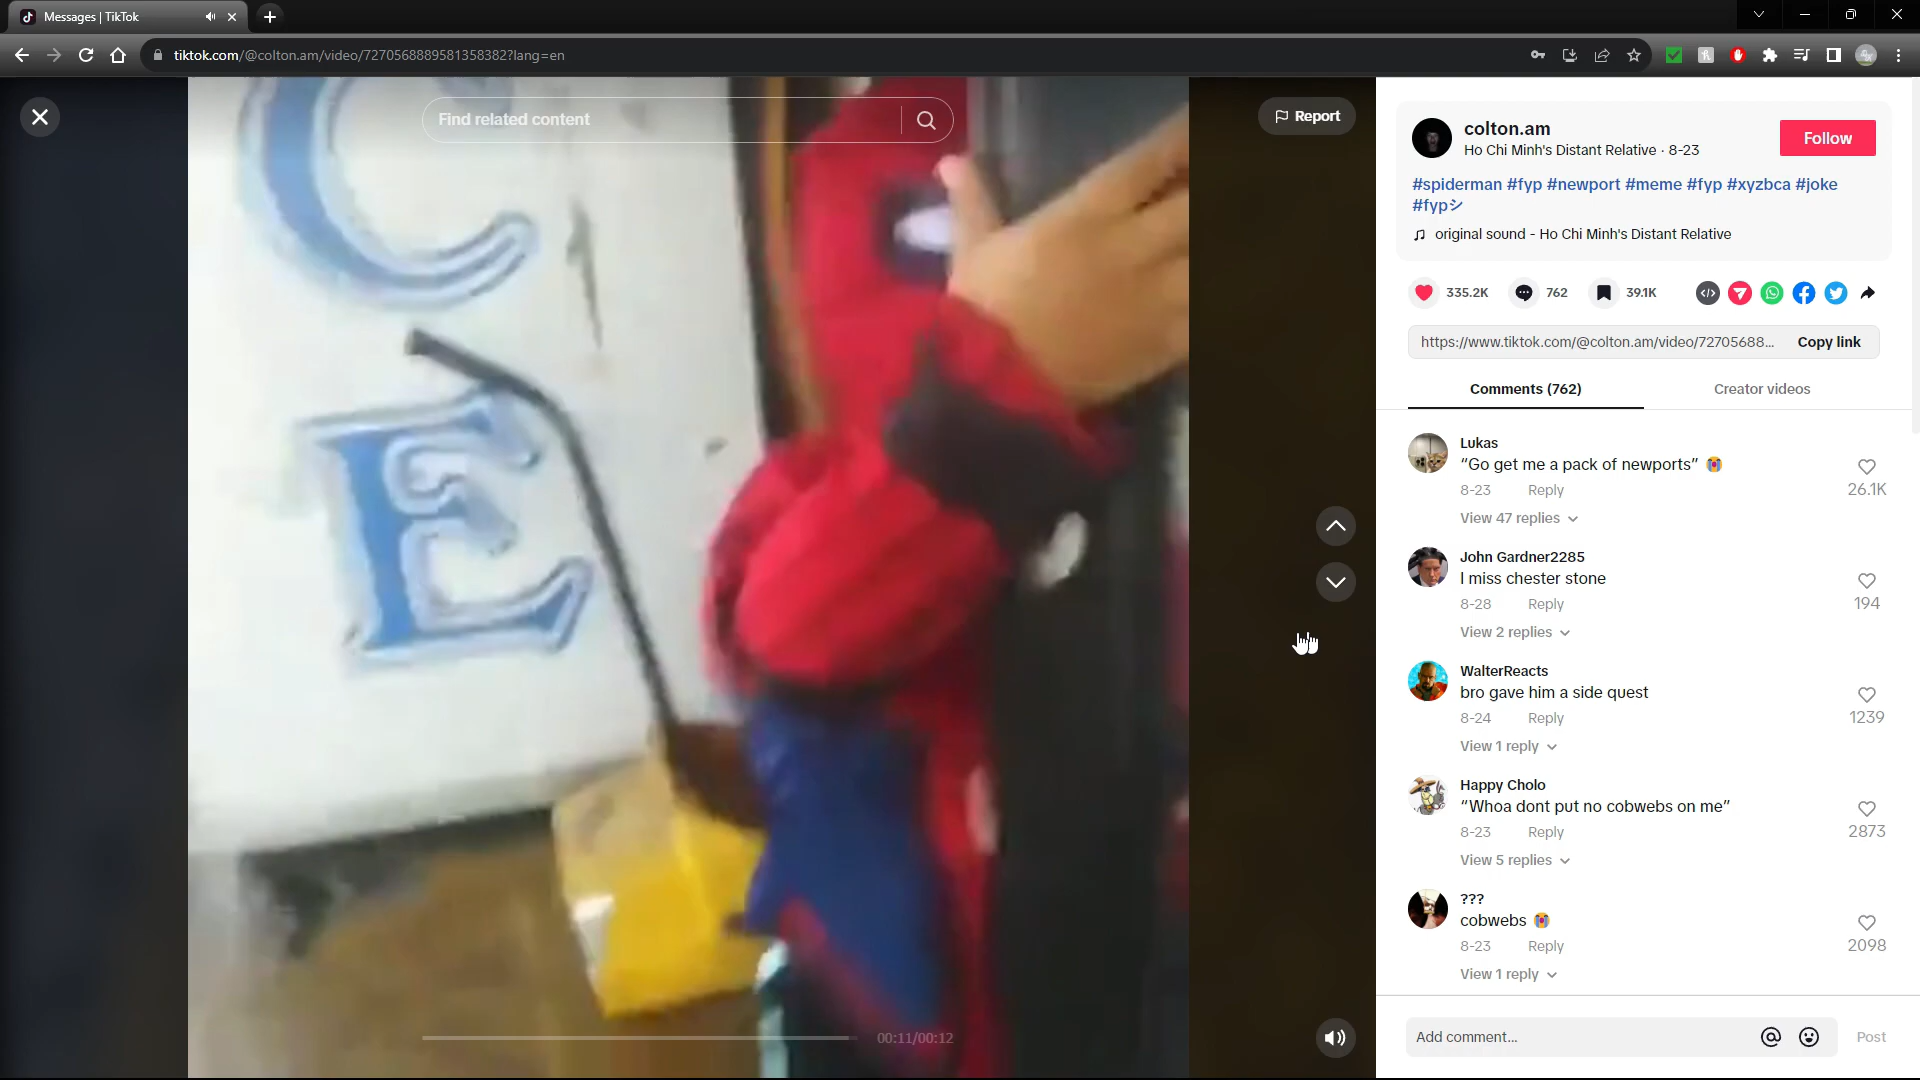 Messages | TikTok
tiktok.com/@colton.am/video/7270568889581358382?lang=en
Find related content
Report
C
E
00:11/00:12
colton.am
Ho Chi Minh's Distant Relative · 8-23
Follow
#spiderman #fyp #newport #meme #fyp #xyzbca #joke
#fypシ
original sound - Ho Chi Minh's Distant Relative
335.2K
762
39.1K
https://www.tiktok.com/@colton.am/video/72705688...
Copy link
Comments (762)
Creator videos
Lukas
“Go get me a pack of newports” 😭
8-23 Reply
26.1K
View 47 replies
John Gardner2285
I miss chester stone
8-28 Reply
194
View 2 replies
WalterReacts
bro gave him a side quest
8-24 Reply
1239
View 1 reply
Happy Cholo
“Whoa dont put no cobwebs on me”
8-23 Reply
2873
View 5 replies
???
cobwebs 😭
8-23 Reply
2098
View 1 reply
Add comment...
Post